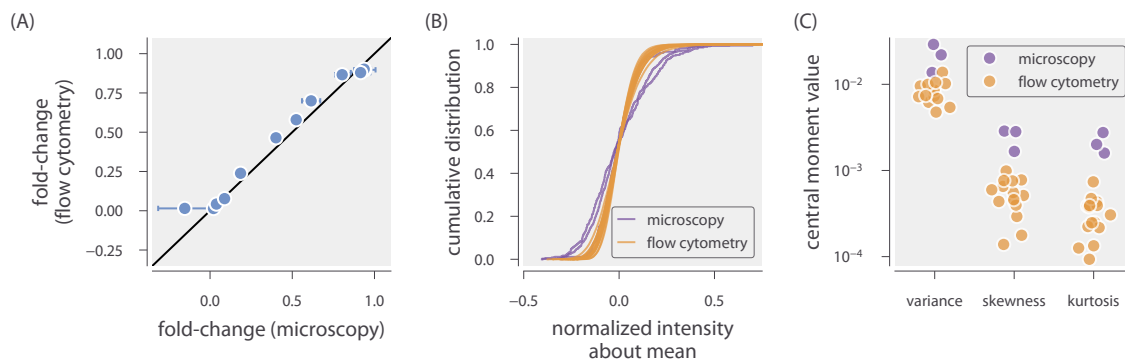 (A)
fold-change
(flow cytometry)
1.00
0.75
0.50
0.25
0.00
−0.25
0.0 0.5 1.0
fold-change (microscopy)
(B)
cumulative distribution
1.0
0.8
0.6
0.4
0.2
0.0
microscopy
flow cytometry
−0.5 0.0 0.5
normalized intensity
about mean
(C)
central moment value
10−2
10−3
10−4
microscopy
flow cytometry
variance skewness kurtosis